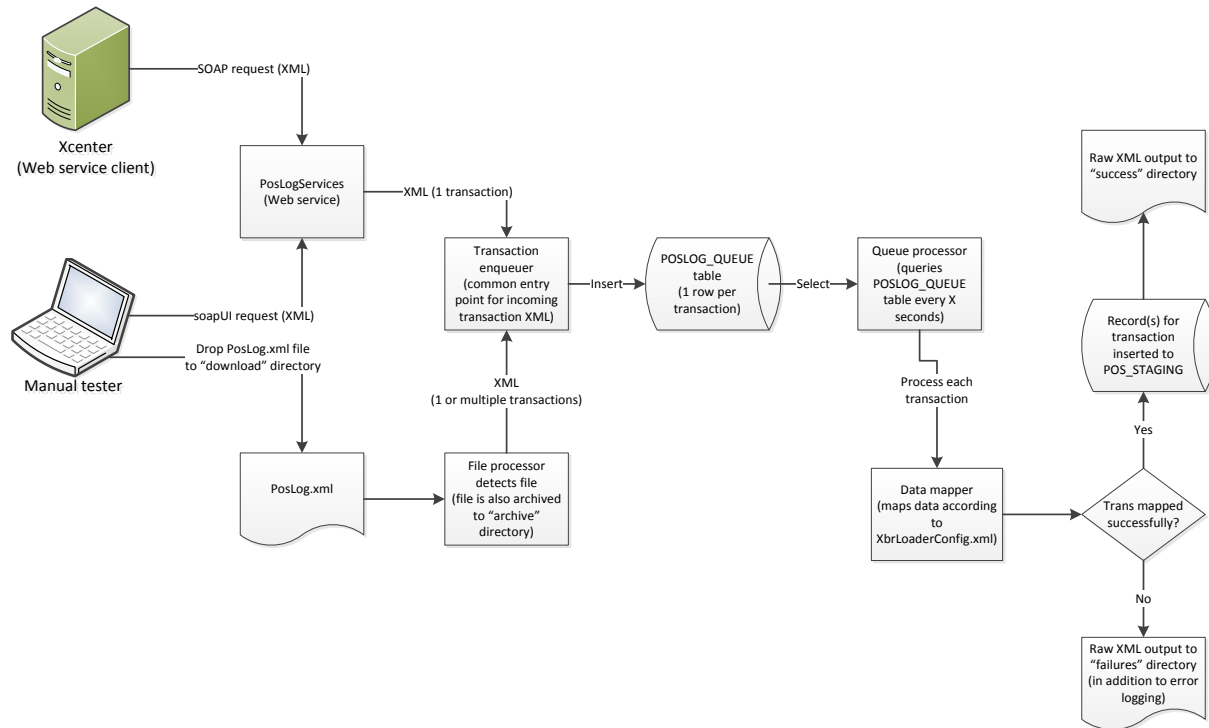 SOAP request (XML)
Xcenter
(Web service client)
PosLogServices
(Web service)
XML (1 transaction)
soapUI request (XML)
Drop PosLog.xml file
to “download” directory
Manual tester
PosLog.xml
File processor
detects file
(file is also archived
to “archive”
directory)
XML
(1 or multiple transactions)
Transaction
enqueuer
(common entry
point for incoming
transaction XML)
Insert
POSLOG_QUEUE
table
(1 row per
transaction)
Select
Queue processor
(queries
POSLOG_QUEUE
table every X
seconds)
Process each
transaction
Data mapper
(maps data according
to
XbrLoaderConfig.xml)
Trans mapped
successfully?
Yes
Record(s) for
transaction
inserted to
POS_STAGING
Raw XML output to
“success” directory
No
Raw XML output to
“failures” directory
(in addition to error
logging)